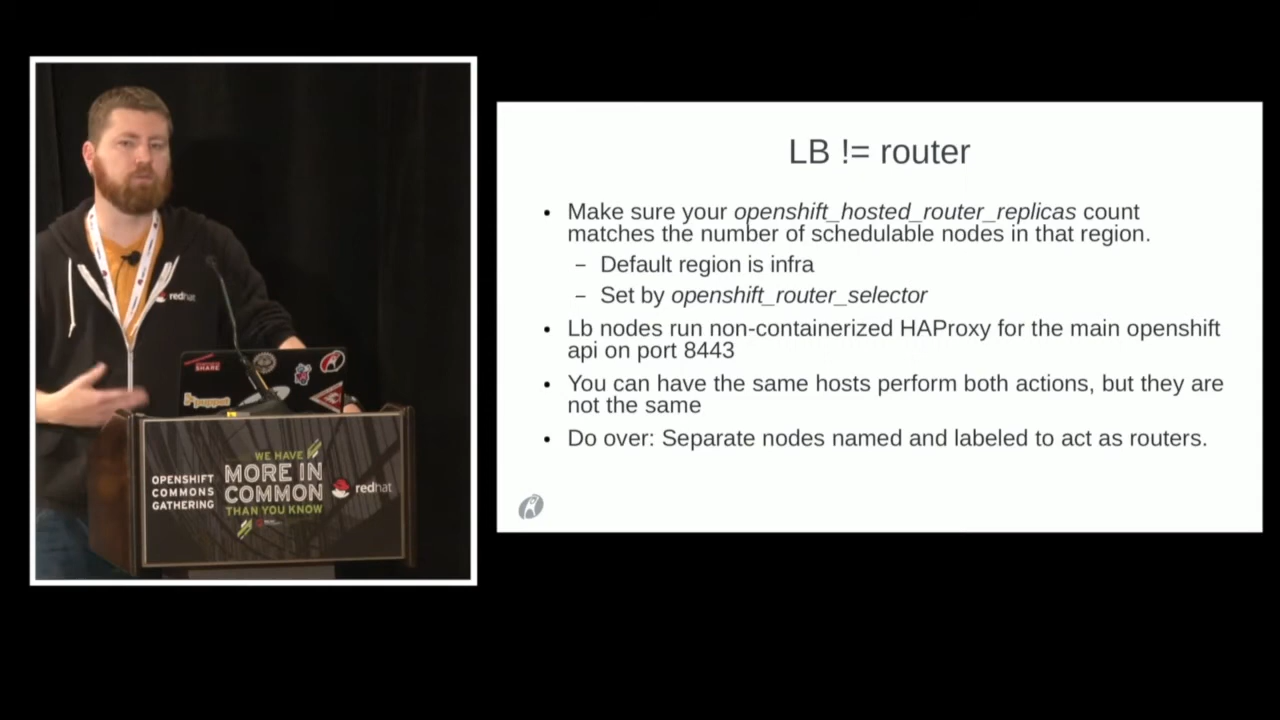 LB != router
• Make sure your openshift_hosted_router_replicas count
matches the number of schedulable nodes in that region.
– Default region is infra
– Set by openshift_router_selector
• Lb nodes run non-containerized HAProxy for the main openshift
api on port 8443
• You can have the same hosts perform both actions, but they are
not the same
• Do over: Separate nodes named and labeled to act as routers.
redhat
SHARE
puppet
OPENSHIFT
COMMONS
GATHERING
WE HAVE
MORE IN
COMMON
THAN YOU KNOW
redhat